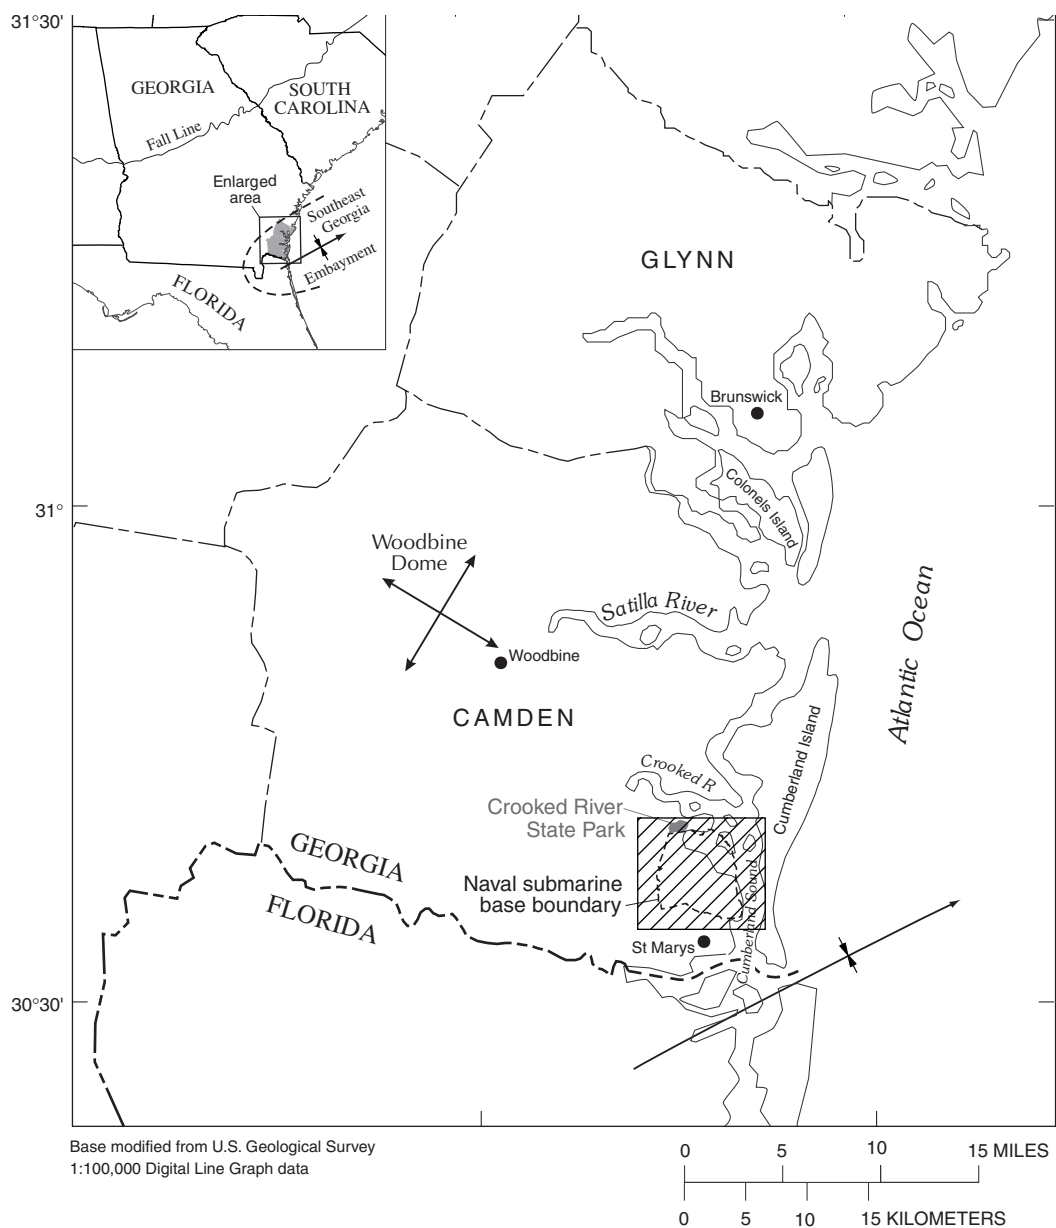 31°30'
GEORGIA
SOUTH
CAROLINA
Fall Line
Enlarged
area
Southeast
Georgia
Embayment
FLORIDA
GLYNN
Brunswick
Colonels Island
31°
Woodbine
Dome
Satilla River
Woodbine
Atlantic Ocean
CAMDEN
Cumberland Island
Crooked R
Crooked River
State Park
GEORGIA
FLORIDA
Naval submarine
base boundary
Cumberland Sound
St Marys
30°30'
Base modified from U.S. Geological Survey
1:100,000 Digital Line Graph data
0 5 10 15 MILES
0 5 10 15 KILOMETERS